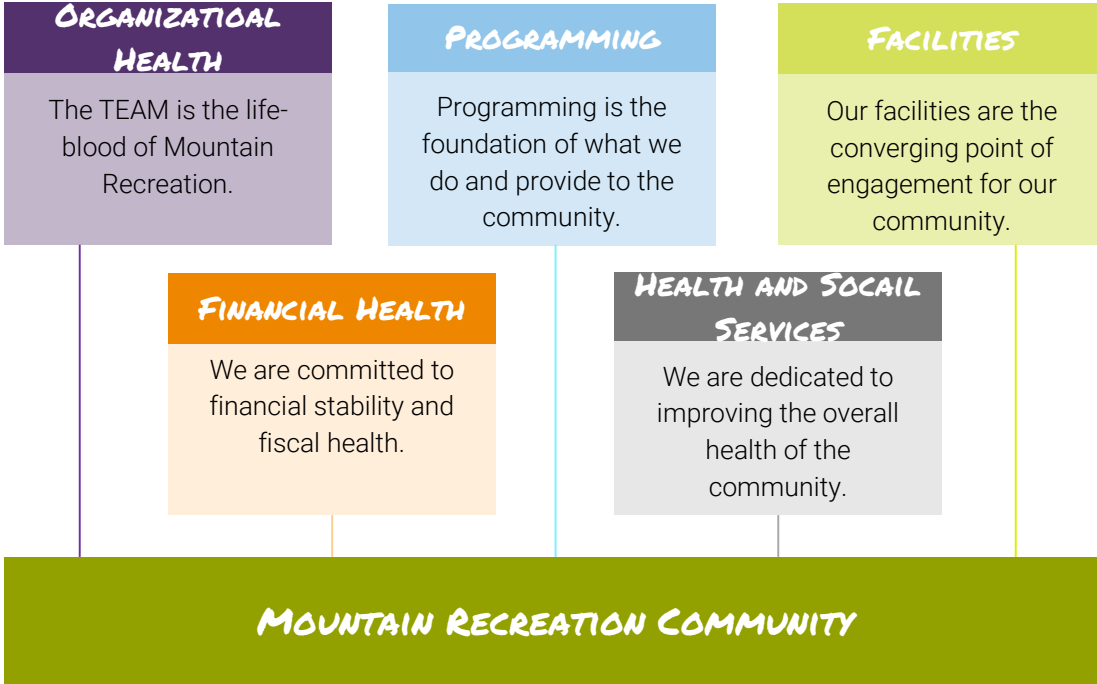 ORGANIZATIOAL
HEALTH
The TEAM is the life-
blood of Mountain
Recreation.
PROGRAMMING
Programming is the
foundation of what we
do and provide to the
community.
FACILITIES
Our facilities are the
converging point of
engagement for our
community.
FINANCIAL HEALTH
We are committed to
financial stability and
fiscal health.
HEALTH AND SOCAIL
SERVICES
We are dedicated to
improving the overall
health of the
community.
MOUNTAIN RECREATION COMMUNITY